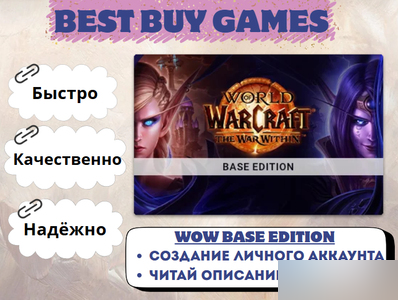 BEST BUY GAMES
Быстро
Качественно
Надёжно
WORLD
OF
WARCRAFT
THE WAR WITHIN
BASE EDITION
WOW BASE EDITION
• СОЗДАНИЕ ЛИЧНОГО АККАУНТА
• ЧИТАЙ